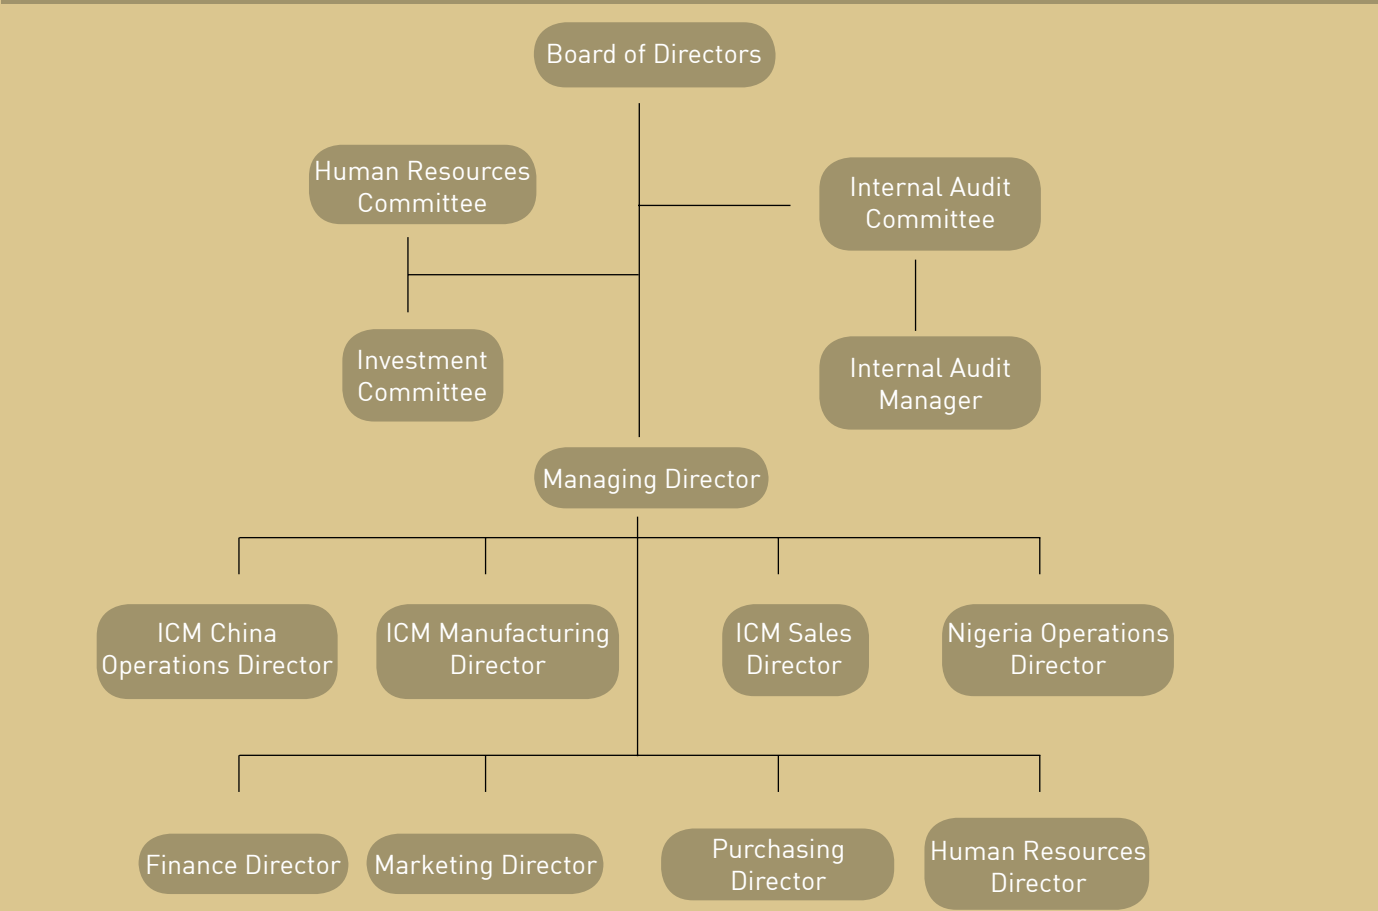 Board of Directors
Human Resources
Committee
Internal Audit
Committee
Investment
Committee
Internal Audit
Manager
Managing Director
ICM China
Operations Director
ICM Manufacturing
Director
ICM Sales
Director
Nigeria Operations
Director
Finance Director
Marketing Director
Purchasing
Director
Human Resources
Director